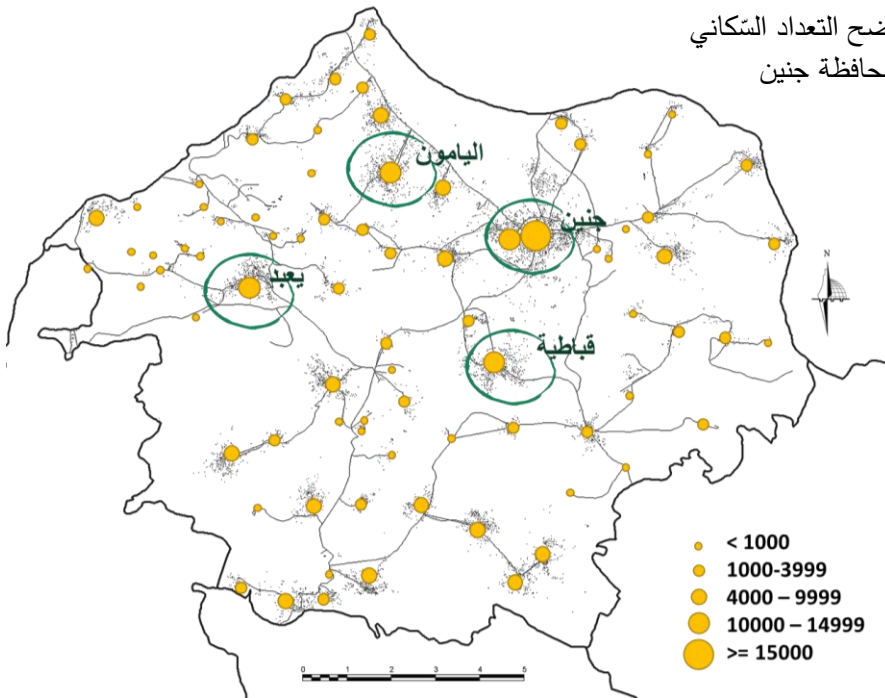 ضح التعداد السّكاني
حافظة جنين
اليامون
جنين
يعبد
قباطية
N
< 1000
1000-3999
4000 – 9999
10000 – 14999
>= 15000
0 1 2 3 4 5